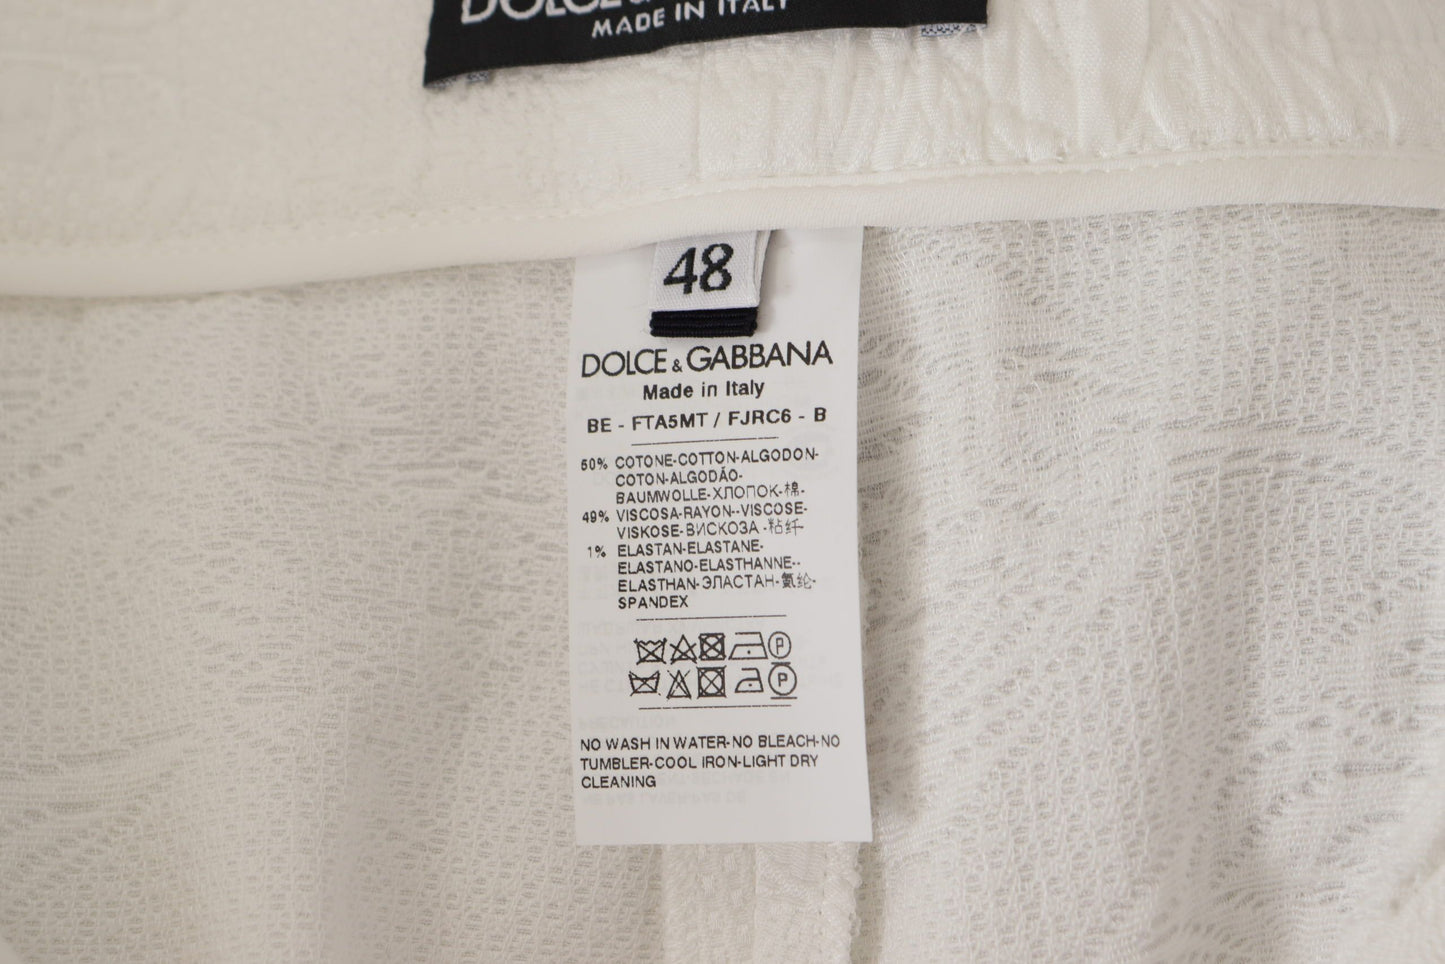 DOLCE&
MADE IN ITALY
48
DOLCE & GABBANA
Made in Italy
BE - FTA5MT / FJRC6 - B
50% COTONE-COTTON-ALGODON-
COTON-ALGODÃO-
BAUMWOLLE-ХЛОПОК-棉-
49% VISCOSA-RAYON--VISCOSE-
VISKOSE-ВИСКОЗА -粘纤-
1% ELASTAN-ELASTANE-
ELASTANO-ELASTHANNE--
ELASTHAN-ЭЛАСТАН-氨纶-
SPANDEX
P
P
NO WASH IN WATER-NO BLEACH-NO
TUMBLER-COOL IRON-LIGHT DRY
CLEANING